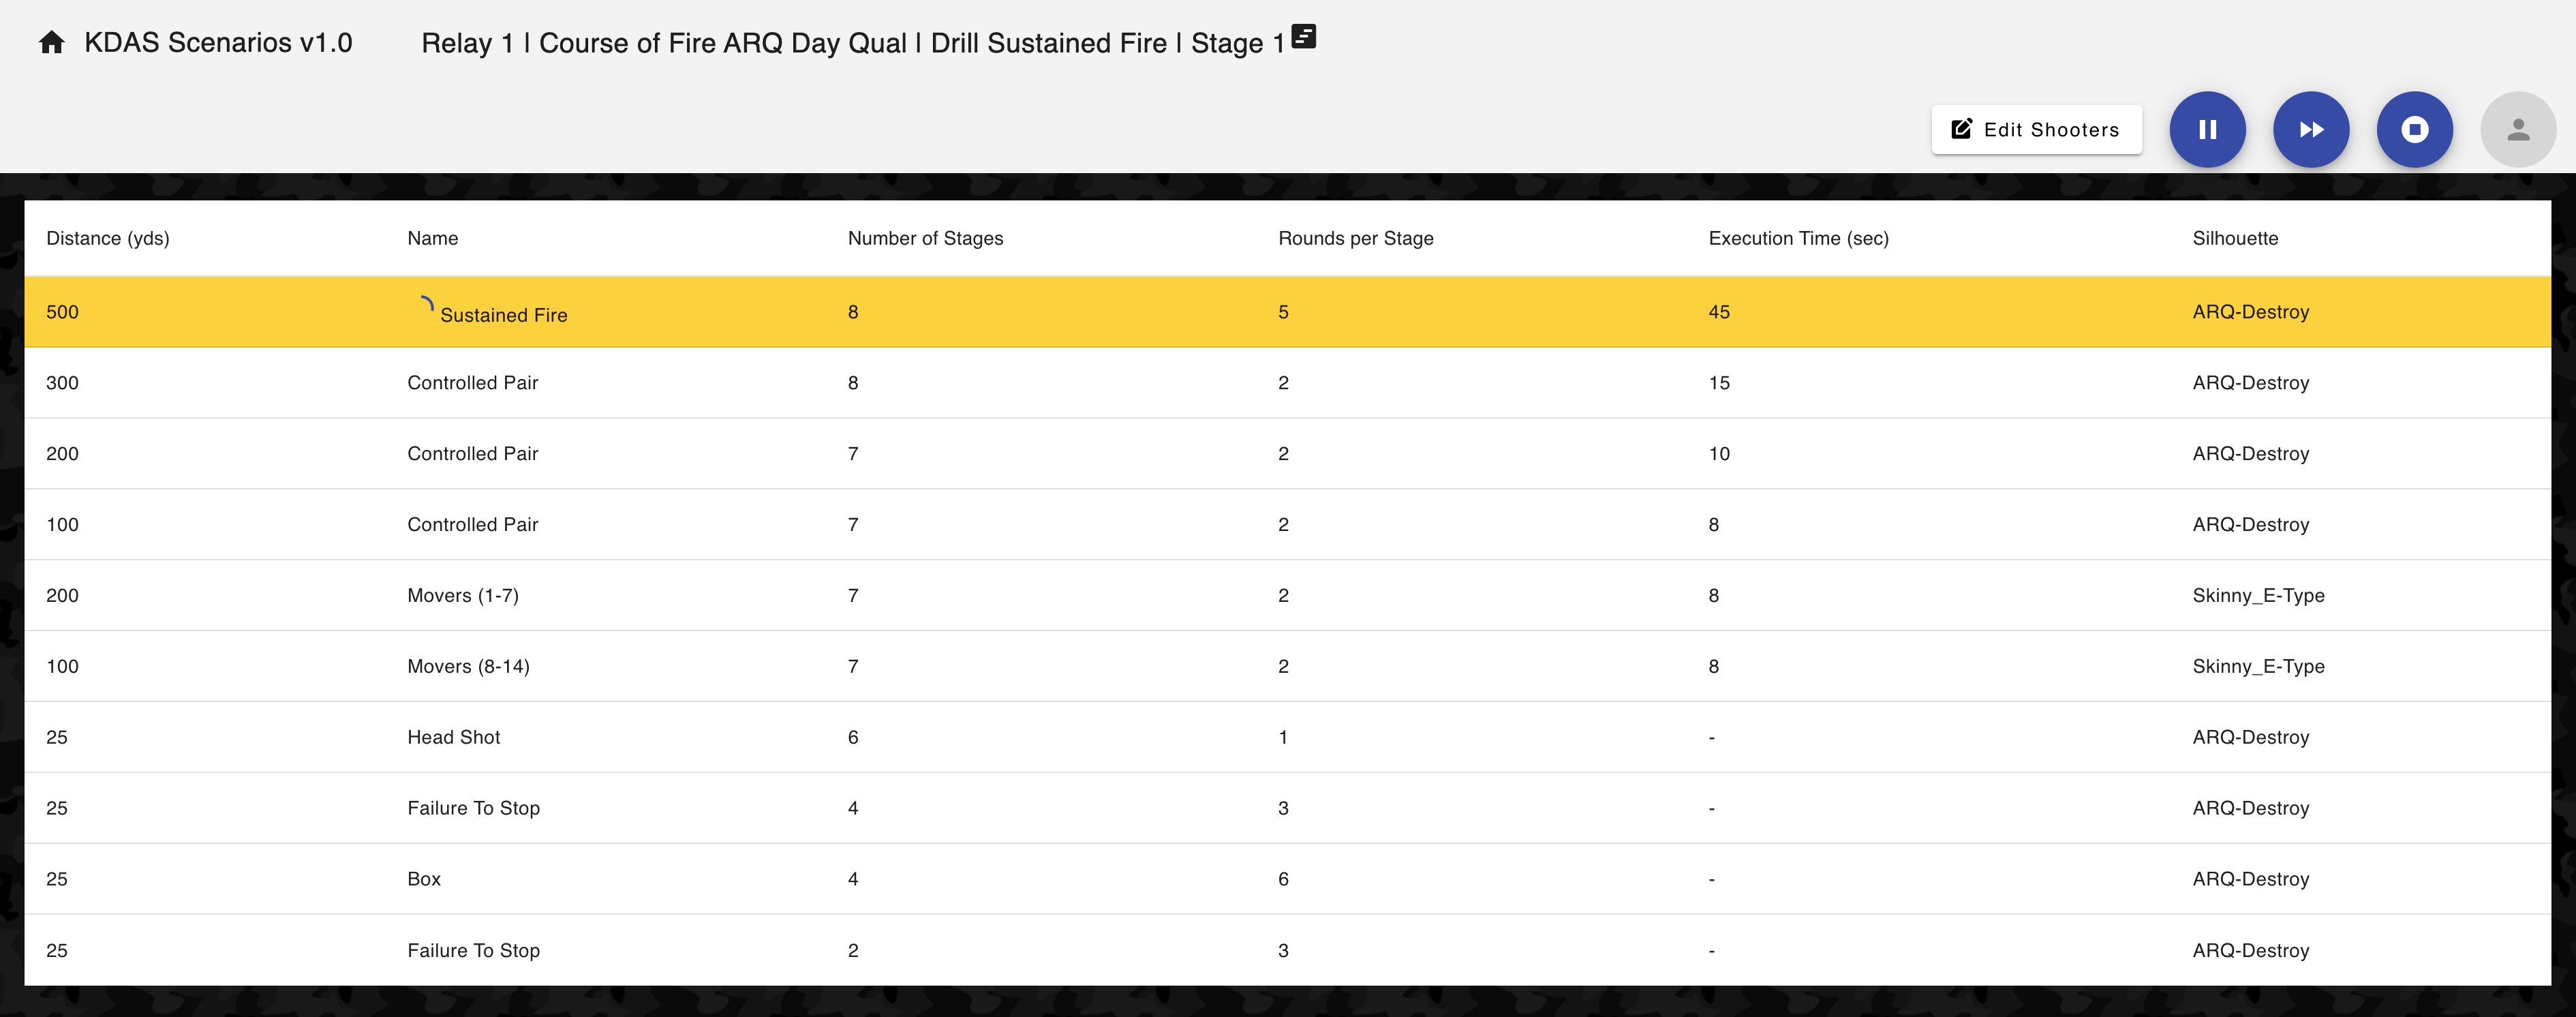 KDAS Scenarios v1.0
Relay 1 | Course of Fire ARQ Day Qual | Drill Sustained Fire | Stage 1
Edit Shooters
Distance (yds) Name Number of Stages Rounds per Stage Execution Time (sec) Silhouette
500 Sustained Fire 8 5 45 ARQ-Destroy
300 Controlled Pair 8 2 15 ARQ-Destroy
200 Controlled Pair 7 2 10 ARQ-Destroy
100 Controlled Pair 7 2 8 ARQ-Destroy
200 Movers (1-7) 7 2 8 Skinny_E-Type
100 Movers (8-14) 7 2 8 Skinny_E-Type
25 Head Shot 6 1 - ARQ-Destroy
25 Failure To Stop 4 3 - ARQ-Destroy
25 Box 4 6 - ARQ-Destroy
25 Failure To Stop 2 3 - ARQ-Destroy